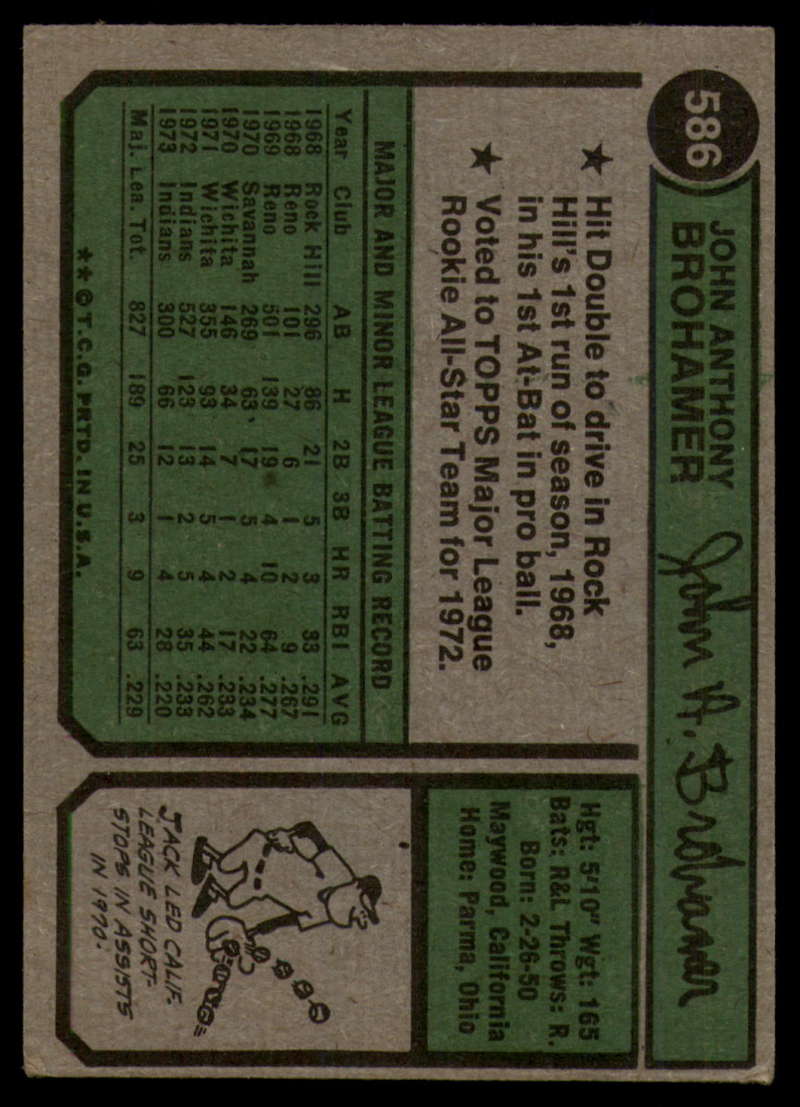 586
JOHN ANTHONY
BROHAMER
John A. Brohamer
★ Hit Double to drive in Rock
Hill's 1st run of season, 1968,
in his 1st At-Bat in pro ball.
★ Voted to TOPPS Major League
Rookie All-Star Team for 1972.
Hgt: 5'10" Wgt: 165
Bats: R&L Throws: R.
Born: 2-26-50
Maywood, California
Home: Parma, Ohio
MAJOR AND MINOR LEAGUE BATTING RECORD
Year Club AB H 2B 3B HR RBI AVG
1968 Rock Hill 296 86 21 5 3 33 .291
1968 Reno 101 27 6 1 2 9 .267
1969 Reno 501 139 19 4 10 64 .277
1970 Savannah 269 63 17 5 4 22 .234
1970 Wichita 146 34 7 1 2 17 .233
1971 Wichita 355 93 14 5 4 44 .262
1972 Indians 527 123 13 2 5 35 .233
1973 Indians 300 66 12 1 4 28 .220
Maj. Lea. Tot. 827 189 25 3 9 63 .229
**©T.C.G. PRTD. IN U.S.A.
JACK LED CALIF.
LEAGUE SHORT-
STOPS IN ASSISTS
IN 1970.